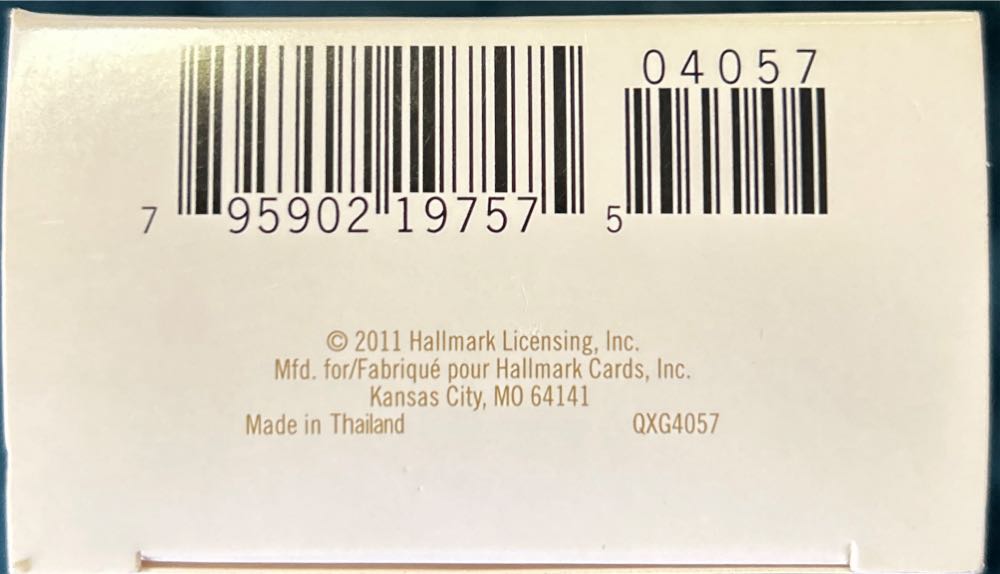 04057
7 95902 19757 5
© 2011 Hallmark Licensing, Inc.
Mfd. for/Fabriqué pour Hallmark Cards, Inc.
Kansas City, MO 64141
Made in Thailand QXG4057